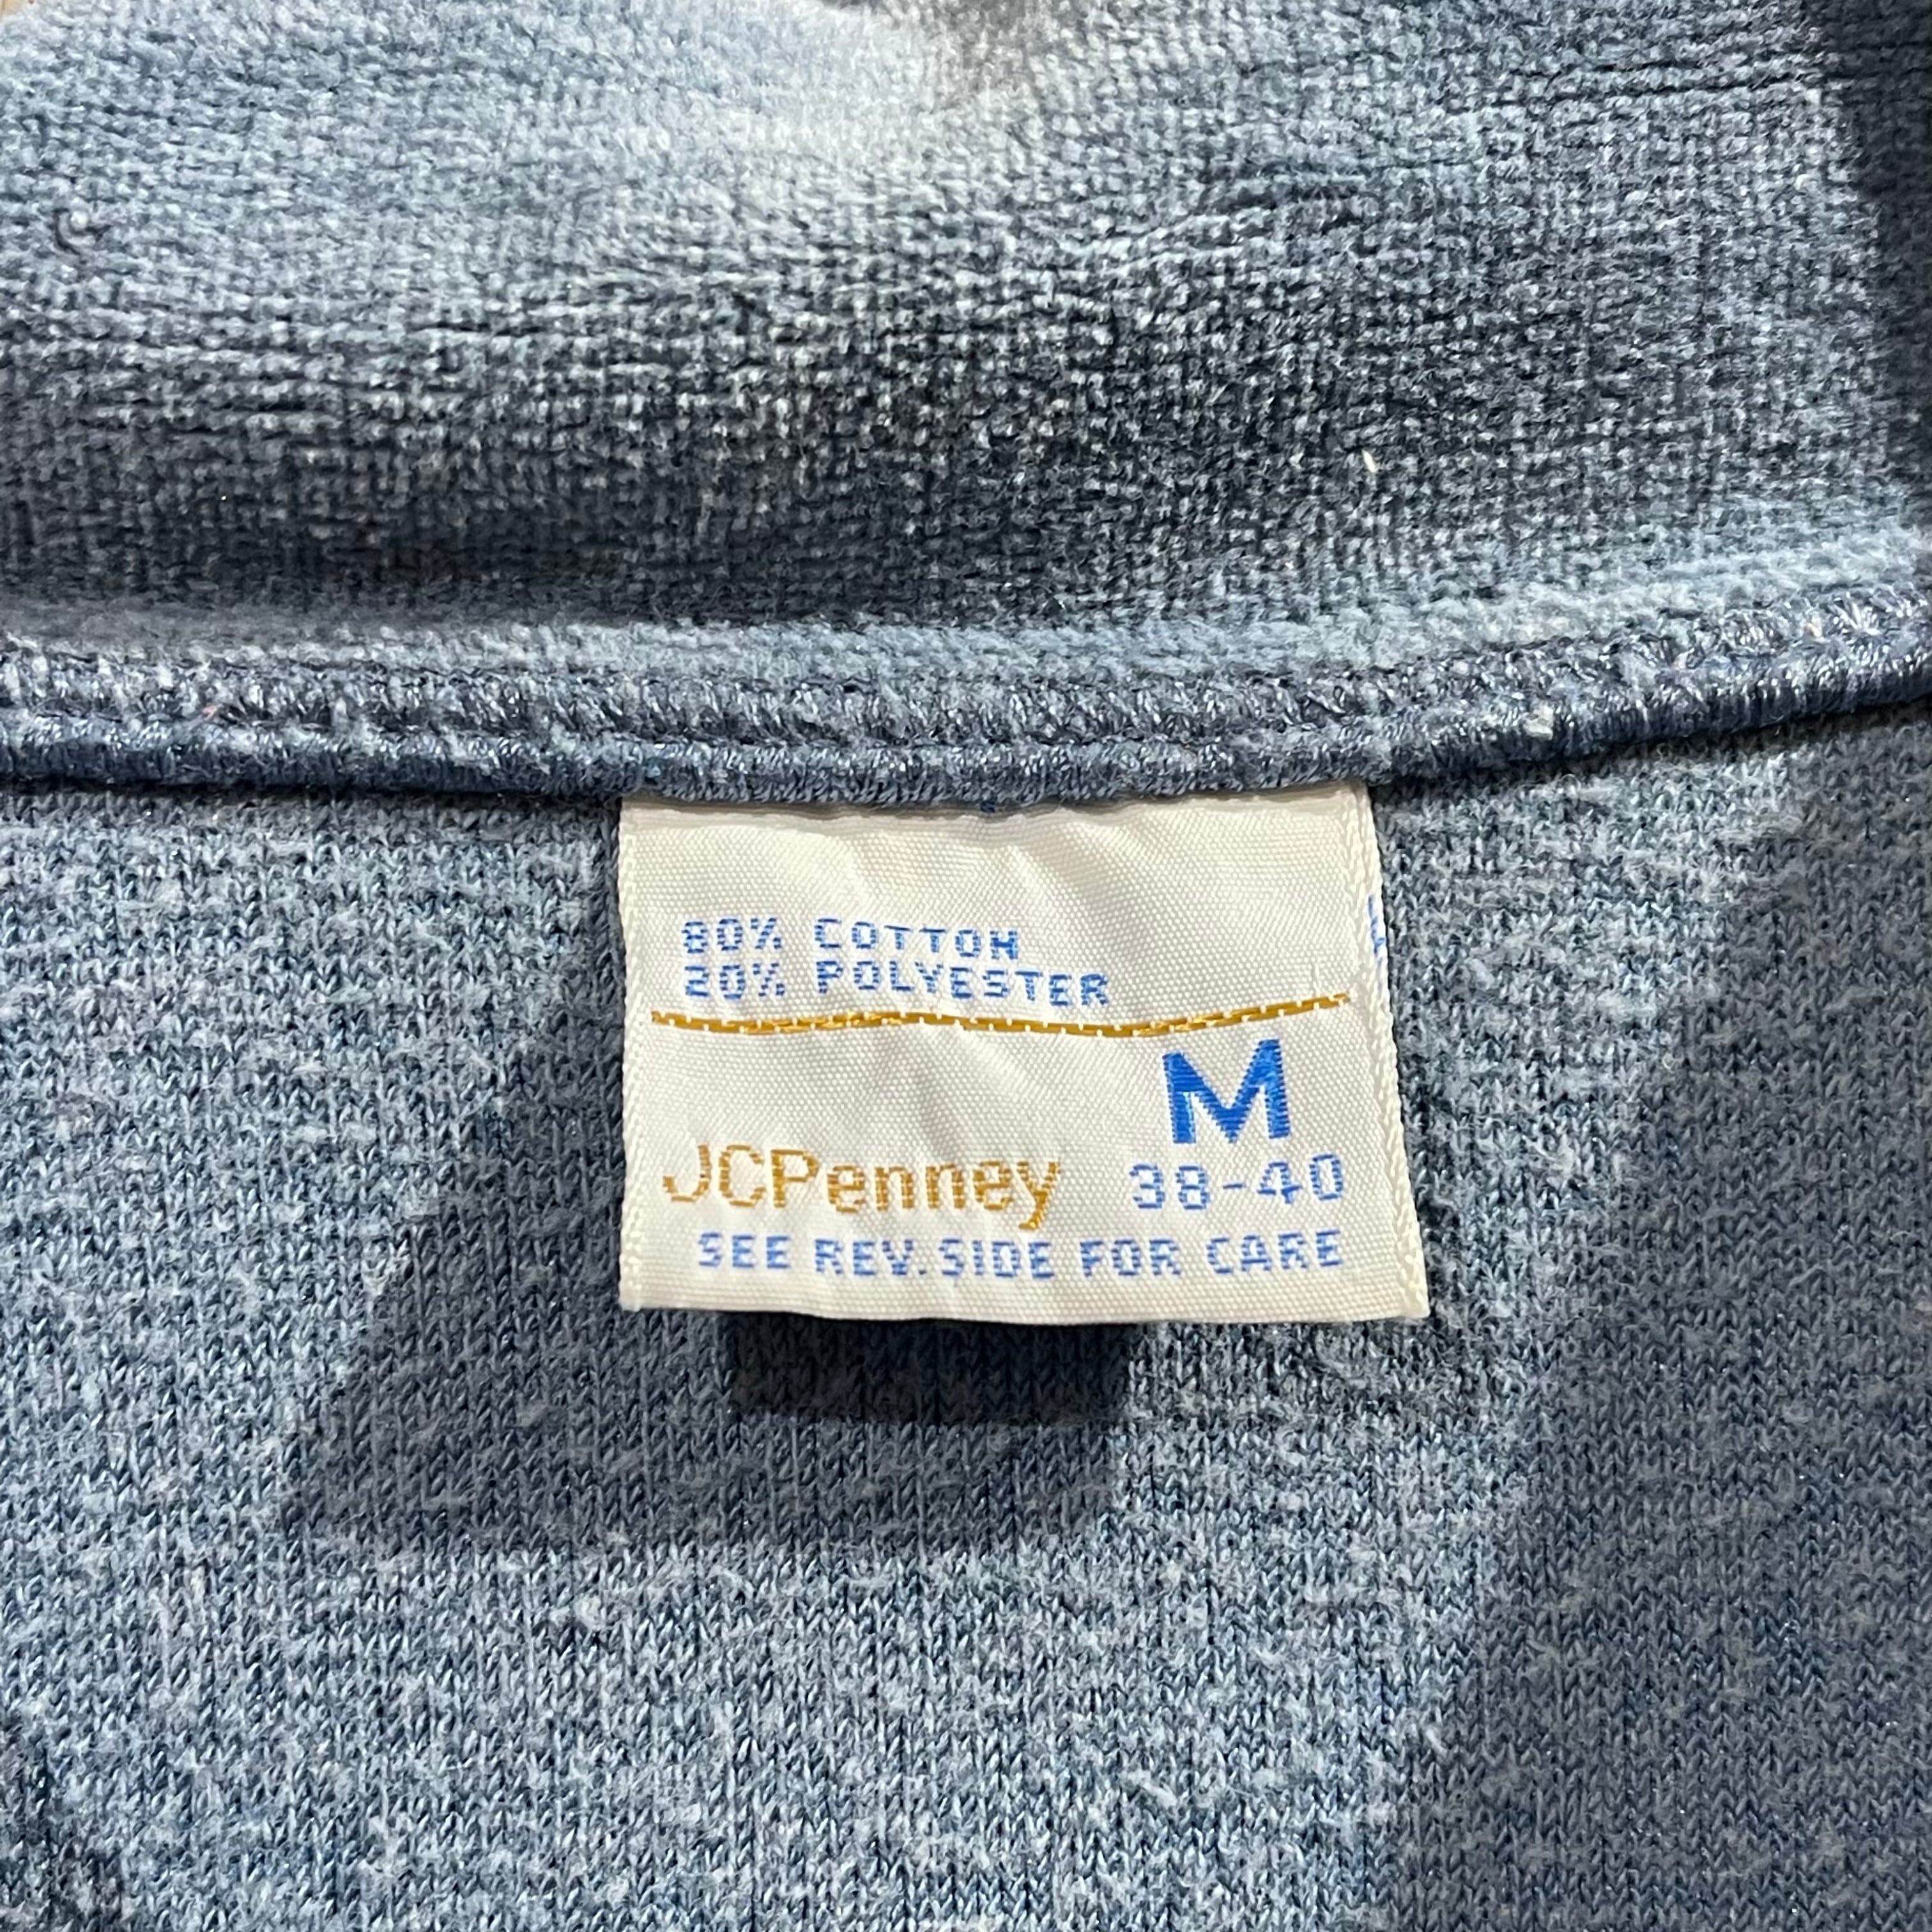 80% COTTON
20% POLYESTER
M
JCPenney 38-40
SEE REV. SIDE FOR CARE